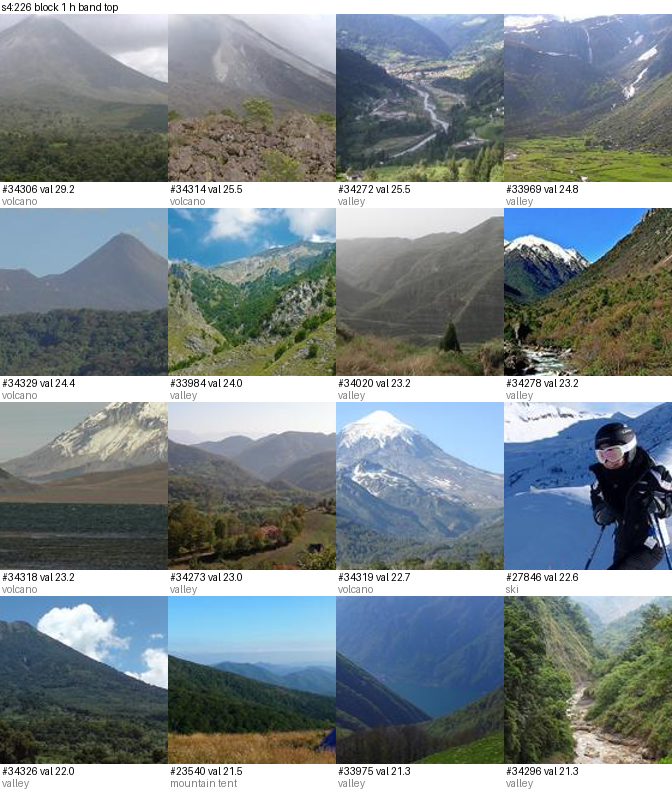 s4:226 block 1 h band top
#34306 val 29.2
volcano
#34314 val 25.5
volcano
#34272 val 25.5
valley
#33969 val 24.8
valley
#34329 val 24.4
volcano
#33984 val 24.0
valley
#34020 val 23.2
valley
#34278 val 23.2
valley
#34318 val 23.2
volcano
#34273 val 23.0
valley
#34319 val 22.7
volcano
#27846 val 22.6
ski
#34326 val 22.0
valley
#23540 val 21.5
mountain tent
#33975 val 21.3
valley
#34296 val 21.3
valley